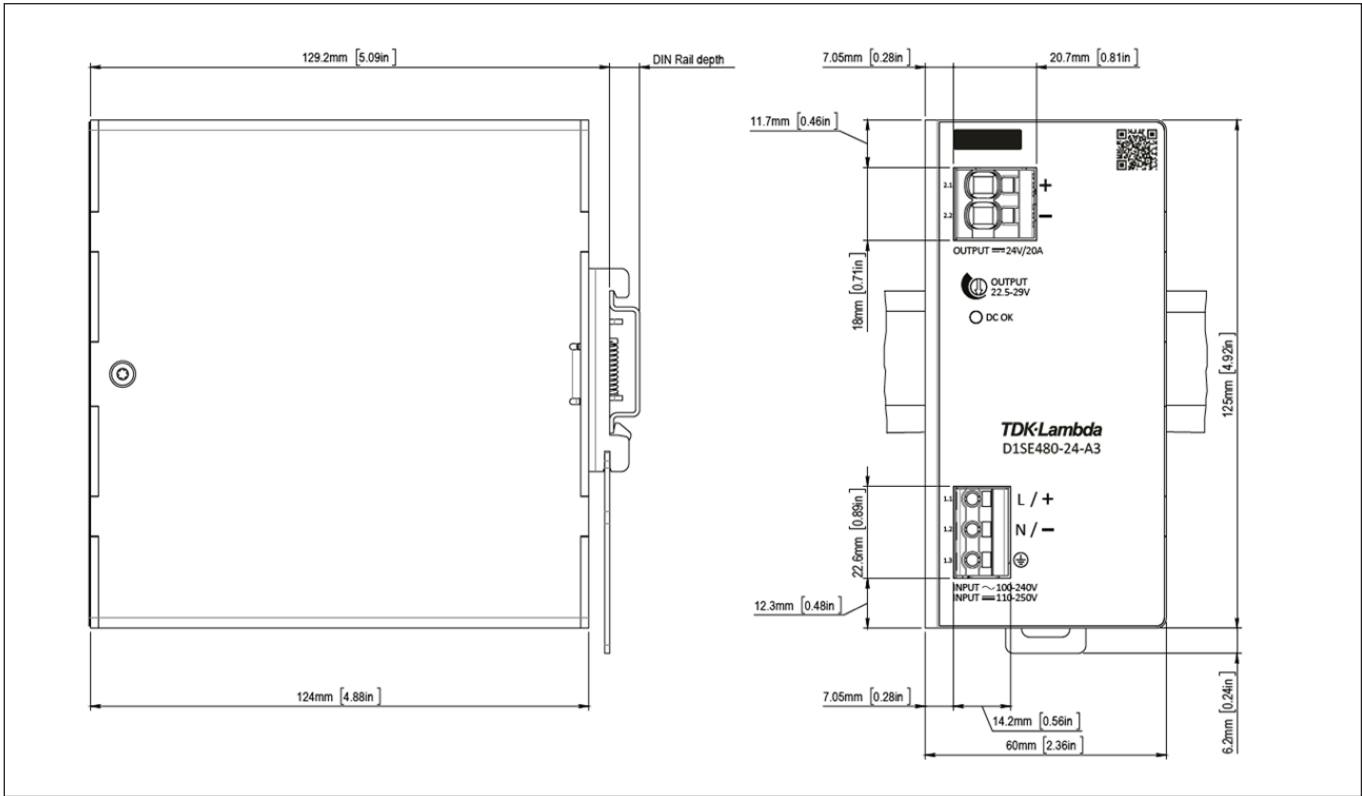 129.2mm [5.09in]
DIN Rail depth
124mm [4.88in]
7.05mm [0.28in]
20.7mm [0.81in]
11.7mm [0.46in]
2.1
+
2.2
−
OUTPUT ⎓ 24V/20A
18mm [0.71in]
OUTPUT
22.5-29V
DC OK
125mm [4.92in]
TDK·Lambda
D1SE480-24-A3
22.6mm [0.89in]
1.1
L / +
1.2
N / −
1.3
INPUT ∼ 100-240V
INPUT ⎓ 110-250V
12.3mm [0.48in]
7.05mm [0.28in]
14.2mm [0.56in]
60mm [2.36in]
6.2mm [0.24in]